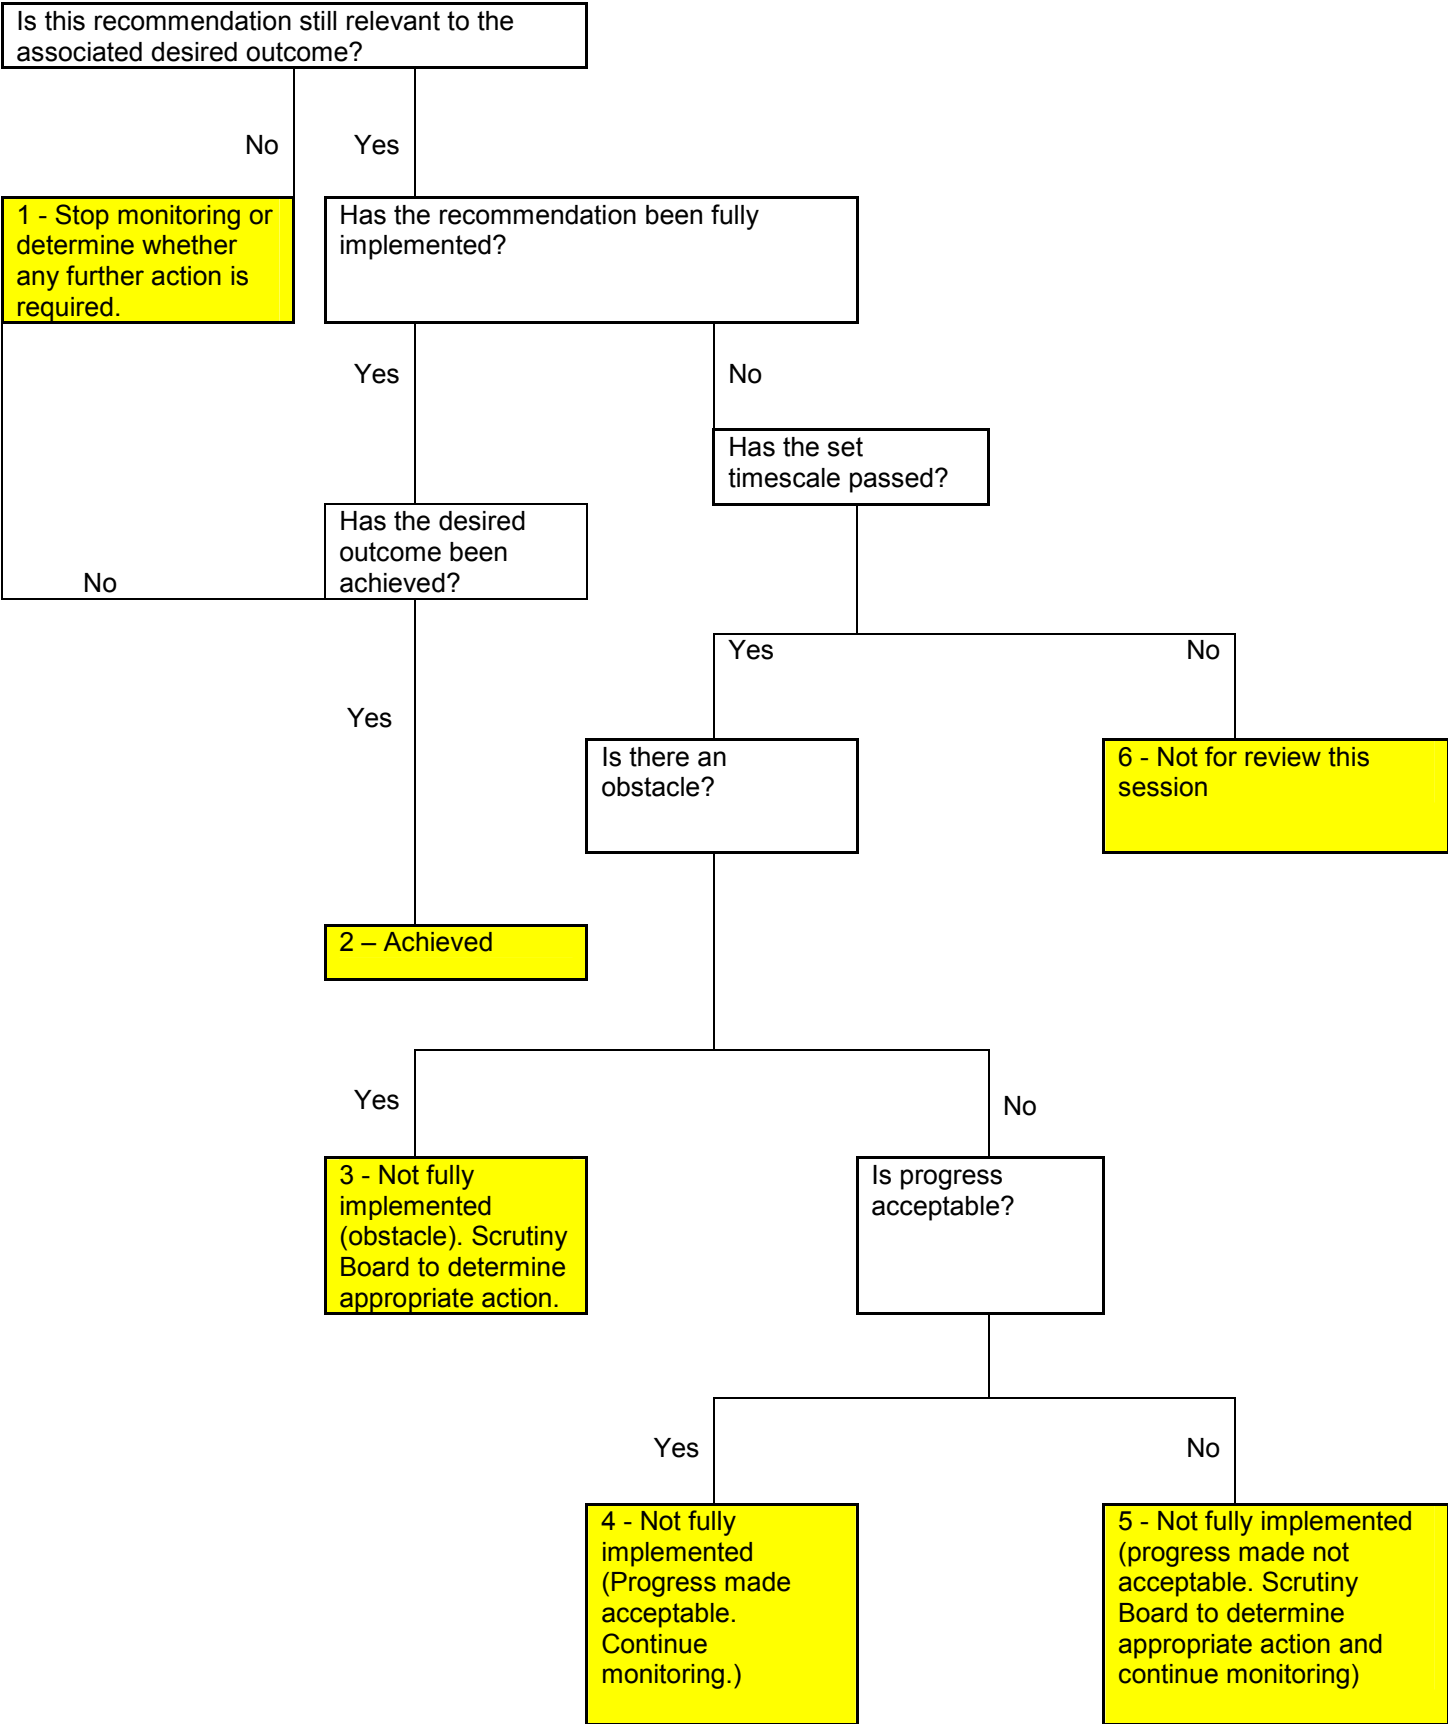 Is this recommendation still relevant to the
associated desired outcome?
No
Yes
1 - Stop monitoring or
determine whether
any further action is
required.
Has the recommendation been fully
implemented?
Yes
No
Has the set
timescale passed?
Has the desired
outcome been
achieved?
No
Yes
No
Yes
Is there an
obstacle?
6 - Not for review this
session
2 – Achieved
Yes
No
3 - Not fully
implemented
(obstacle). Scrutiny
Board to determine
appropriate action.
Is progress
acceptable?
Yes
No
4 - Not fully
implemented
(Progress made
acceptable.
Continue
monitoring.)
5 - Not fully implemented
(progress made not
acceptable. Scrutiny
Board to determine
appropriate action and
continue monitoring)